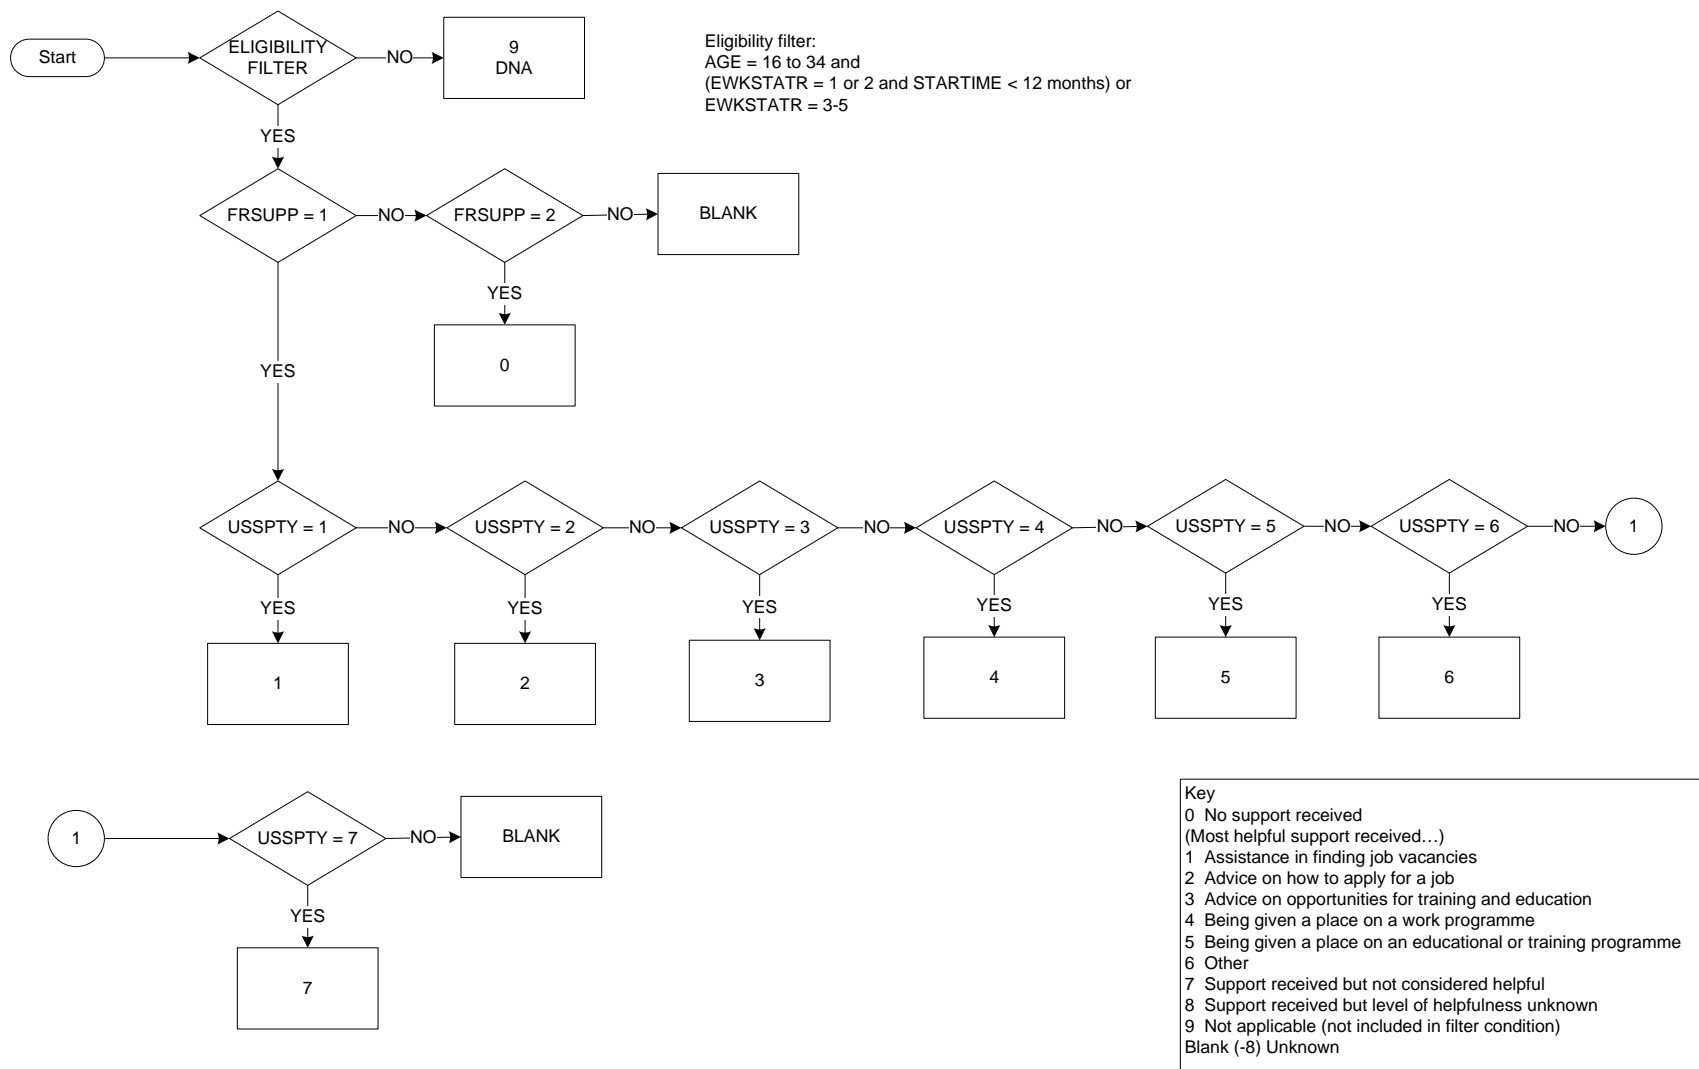 Start
ELIGIBILITY
FILTER
NO
9
DNA
Eligibility filter:
AGE = 16 to 34 and
(EWKSTATR = 1 or 2 and STARTIME < 12 months) or
EWKSTATR = 3-5
YES
FRSUPP = 1
NO
FRSUPP = 2
NO
BLANK
YES
0
YES
USSPTY = 1
NO
USSPTY = 2
NO
USSPTY = 3
NO
USSPTY = 4
NO
USSPTY = 5
NO
USSPTY = 6
NO
1
YES
YES
YES
YES
YES
YES
1
2
3
4
5
6
1
USSPTY = 7
NO
BLANK
YES
7
Key
0 No support received
(Most helpful support received…)
1 Assistance in finding job vacancies
2 Advice on how to apply for a job
3 Advice on opportunities for training and education
4 Being given a place on a work programme
5 Being given a place on an educational or training programme
6 Other
7 Support received but not considered helpful
8 Support received but level of helpfulness unknown
9 Not applicable (not included in filter condition)
Blank (-8) Unknown